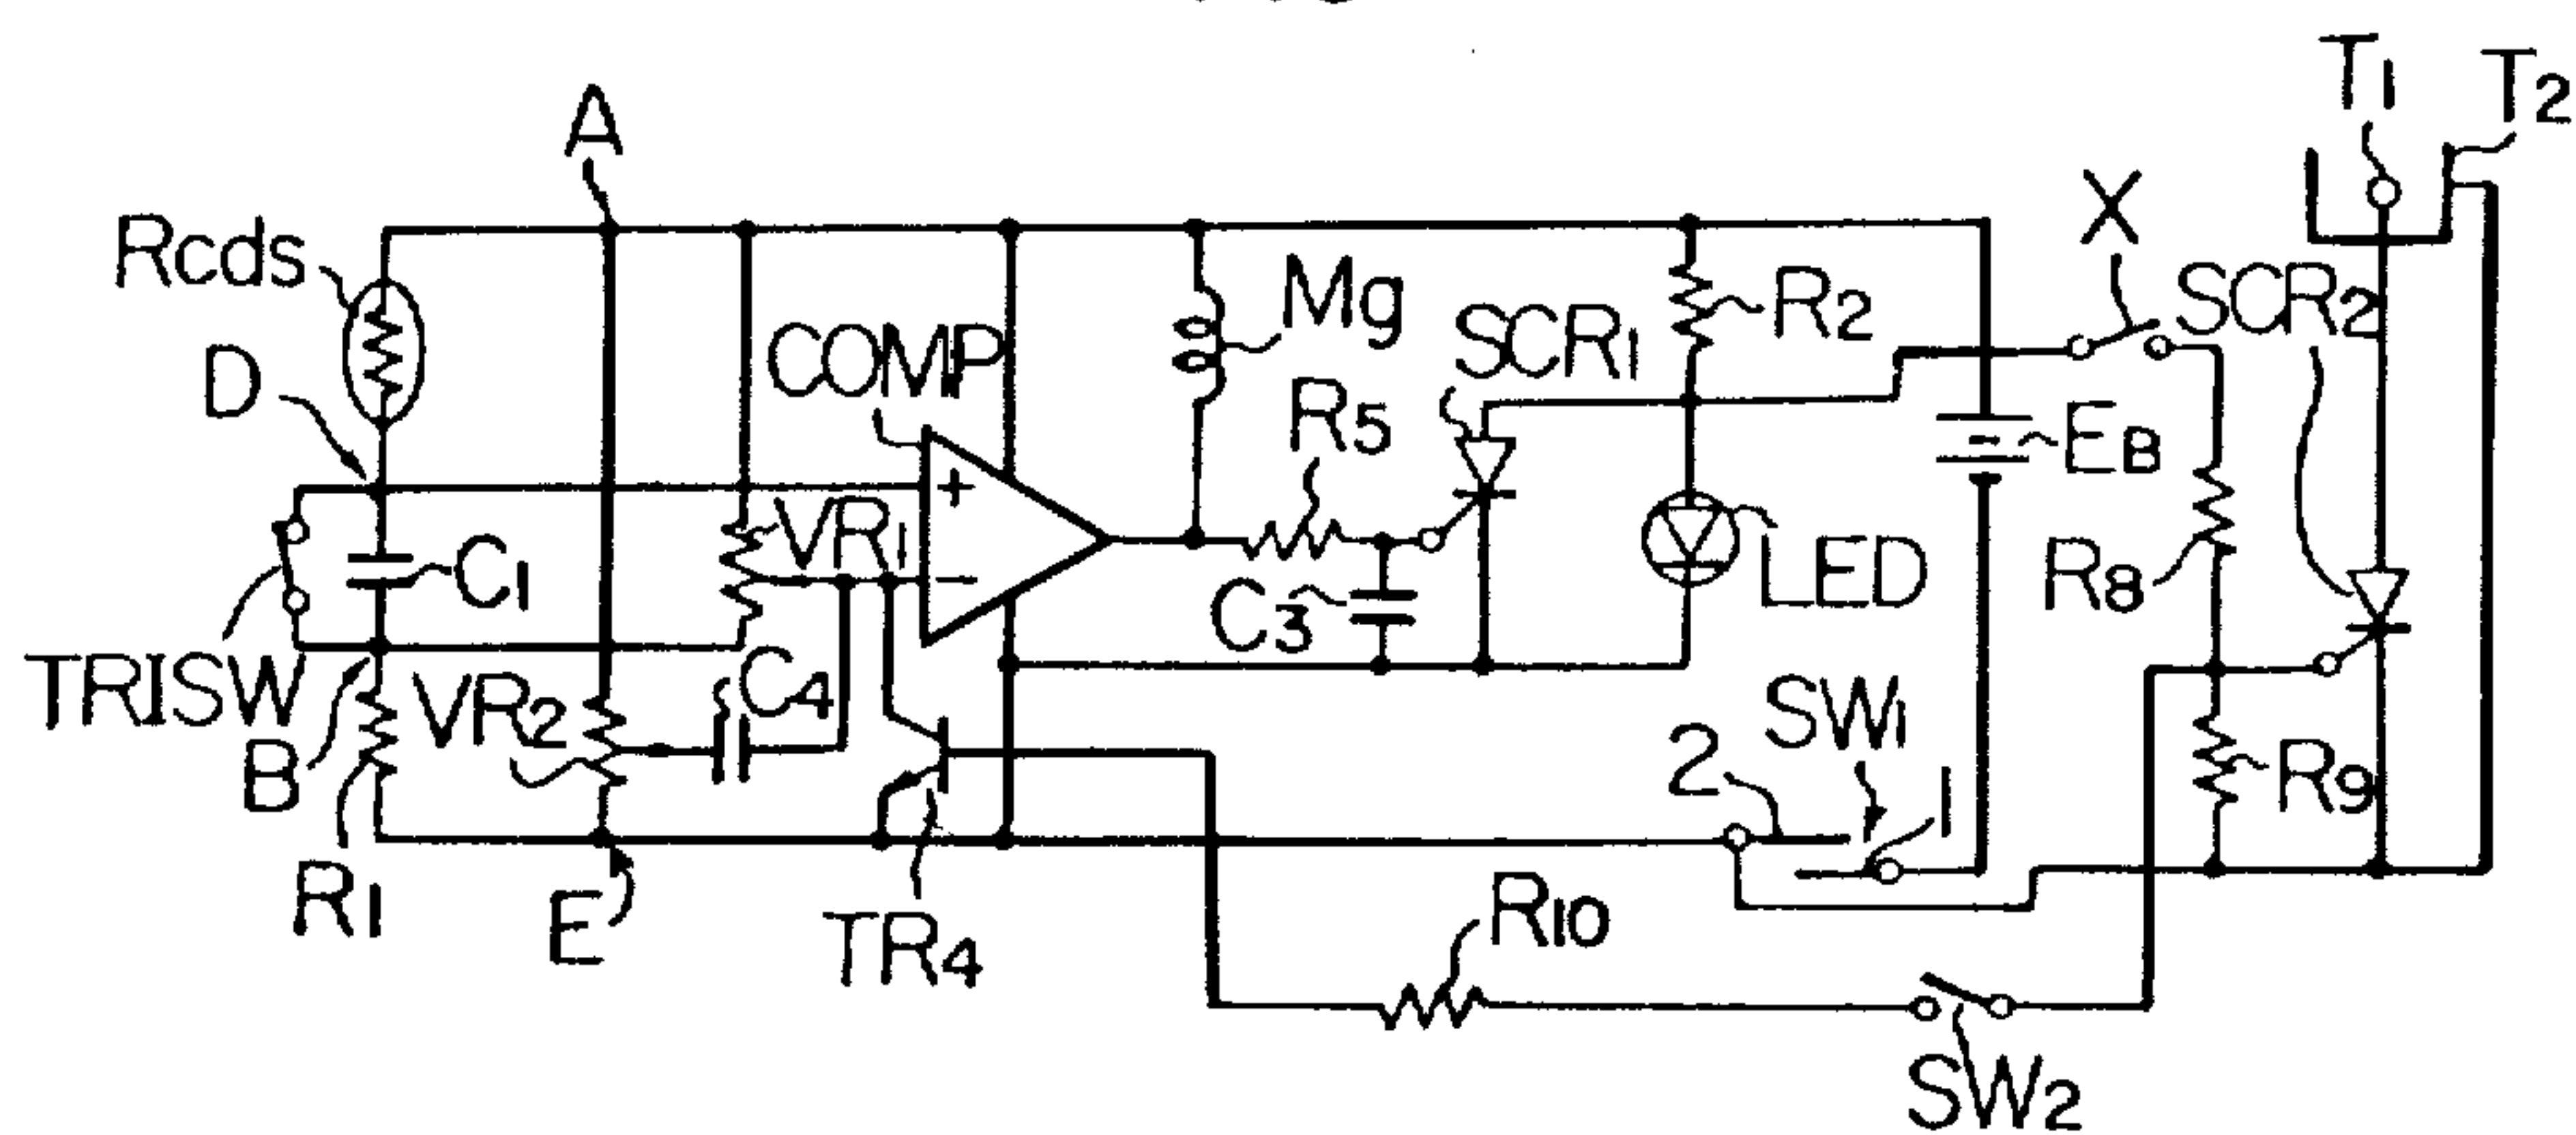 A
T1
T2
X
Rcds
Mg
R2
SCR2
SCR1
COMP
D
R5
EB
VR1
LED
C1
R8
C3
TRISW
C4
VR2
SW1
B
2
1
R9
R1
E
R10
TR4
SW2
+
−